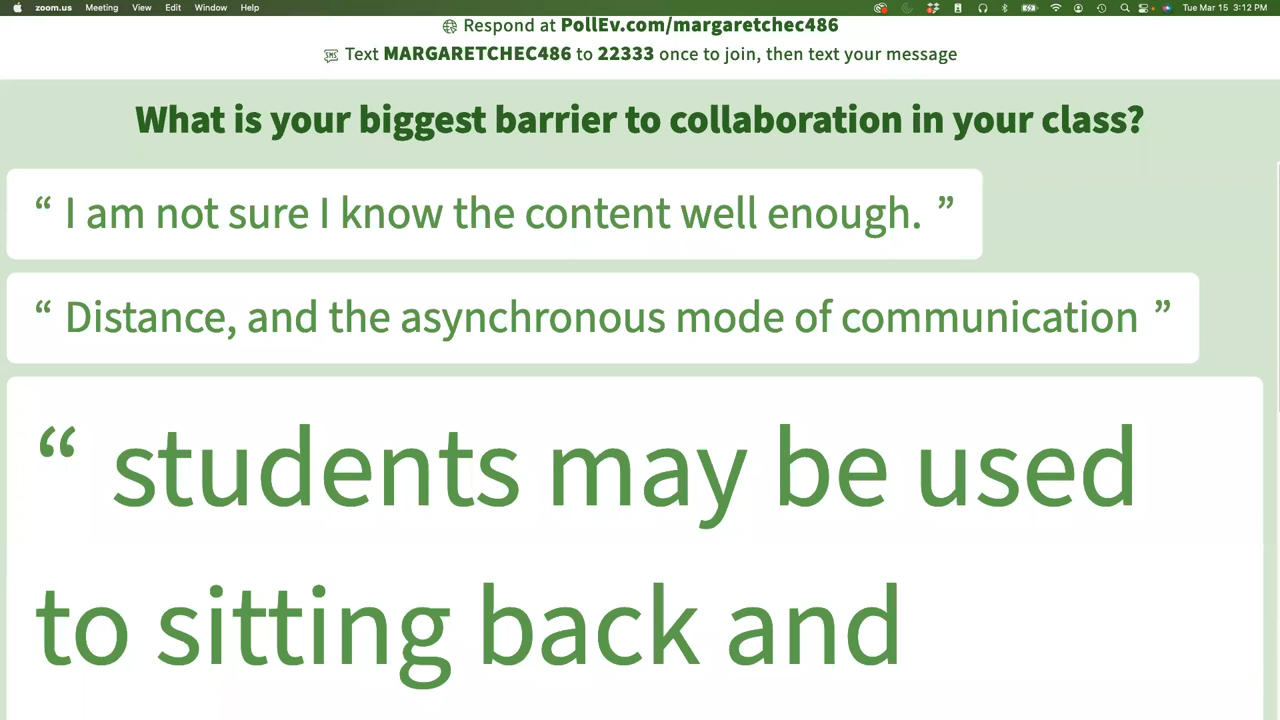 zoom.us Meeting View Edit Window Help Tue Mar 15 3:12 PM
Respond at PollEv.com/margaretchec486
SMS Text MARGARETCHEC486 to 22333 once to join, then text your message
What is your biggest barrier to collaboration in your class?
“ I am not sure I know the content well enough. ”
“ Distance, and the asynchronous mode of communication ”
“ students may be used
to sitting back and